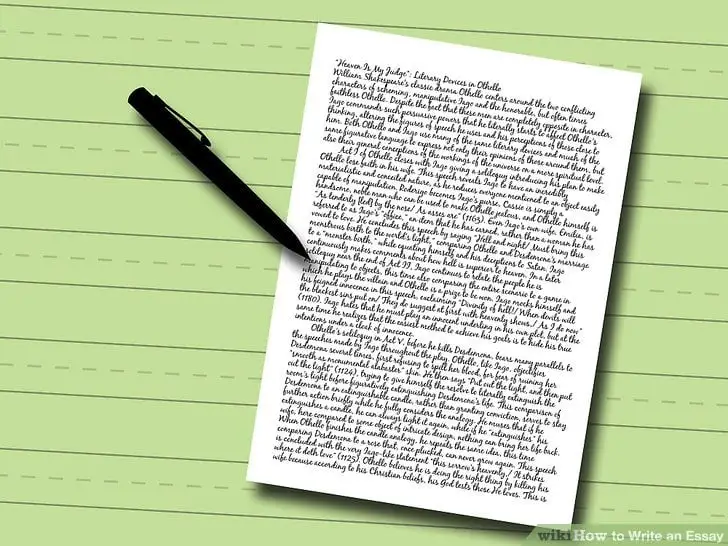 "Heaven Is My Judge": Literary Devices in Othello
William Shakespeare's classic drama Othello centers around the two conflicting
characters of scheming, manipulative Iago and the honorable, but often times
faithless Othello. Despite the fact that these men are completely opposite in character,
Iago commands such persuasive powers that he literally starts to affect Othello's
thinking, altering the figures of speech he uses and his perceptions of those close to
him. Both Othello and Iago use many of the same literary devices and much of the
same figurative language to express not only their opinions of those around them, but
also their general conceptions of the workings of the universe on a more spiritual level.
Act I of Othello closes with Iago giving a soliloquy introducing his plan to make
Othello lose faith in his wife. This speech reveals Iago to have an incredibly
materialistic and conceited nature, as he reduces everyone mentioned to an object easily
capable of manipulation. Rodrigo becomes Iago's purse. Cassio is simply a
handsome, noble man who can be used to make Othello jealous, and Othello himself is
"As tenderly [led] by the nose/ As asses are" (1165). Even Iago's own wife, Emilia, is
referred to as Iago's "office," an item that he has earned, rather than a woman he has
vowed to love. He concludes this speech by saying "Hell and night/ Must bring this
monstrous birth to the world's light," comparing Othello and Desdemona's marriage
to a "monster birth," while equating himself and his deceptions to Satan. Iago
continuously makes comments about how hell is superior to heaven. In a later
soliloquy near the end of Act II, Iago continues to relate the people he is
manipulating to objects, this time also comparing the entire scenario to a game in
which he plays the villain and Othello is a prize to be won. Iago mocks himself and
his feigned innocence in this speech, exclaiming "Divinity of hell!/ When devils will
the blackest sins put on/ They do suggest at first with heavenly shows,/ As I do now"
(1180). Iago hates that he must play an innocent underling in his own plot, but at the
same time he realizes that the easiest method to achieve his goals is to hide his true
intentions under a cloak of innocence.
Othello's soliloquy in Act V, before he kills Desdemona, bears many parallels to
the speeches made by Iago throughout the play. Othello, like Iago, objectifies
Desdemona several times, first refusing to spill her blood, for fear of ruining her
"smooth as monumental alabaster" skin. He then says "Put out the light, and then put
out the light" (1124), trying to give himself the resolve to literally extinguish the
room's light before figuratively extinguishing Desdemona's life. This comparison of
Desdemona to an extinguishable candle, rather than granting conviction, serves to stay
further action briefly while he fully considers the analogy. He muses that if he
extinguishes a candle, he can always light it again, while if he "extinguishes" his
wife, here compared to some object of intricate design, nothing can bring her life back.
When Othello finishes the candle analogy, he repeats the same idea, this time
comparing Desdemona to a rose that, once plucked, can never grow again. This speech
is concluded with the very Iago-like statement "this sorrow's heavenly,/ It strikes
where it doth love" (1125). Othello believes he is doing the right thing by killing his
wife because according to his Christian beliefs, his God tests those He loves. This is
wikiHow to Write an Essay